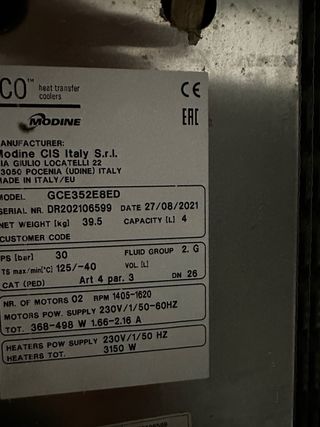 CO™ heat transfer
coolers
CE
MODINE
EAC
MANUFACTURER:
Modine CIS Italy S.r.l.
VIA GIULIO LOCATELLI 22
33050 POCENIA (UDINE) ITALY
MADE IN ITALY/EU
MODEL GCE352E8ED
SERIAL NR. DR202106599 DATE 27/08/2021
NET WEIGHT [kg] 39.5 CAPACITY [L] 4
CUSTOMER CODE
PS [bar] 30 FLUID GROUP 2. G
TS max/min[°C] 125/-40 VOL. [L]
CAT (PED) Art 4 par. 3 DN 26
NR. OF MOTORS 02 RPM 1405-1620
MOTORS POW. SUPPLY 230V/1/50-60HZ
TOT. 368-498 W 1.66-2.16 A
HEATERS POW SUPPLY 230V/1/50 HZ
HEATERS TOT. 3150 W